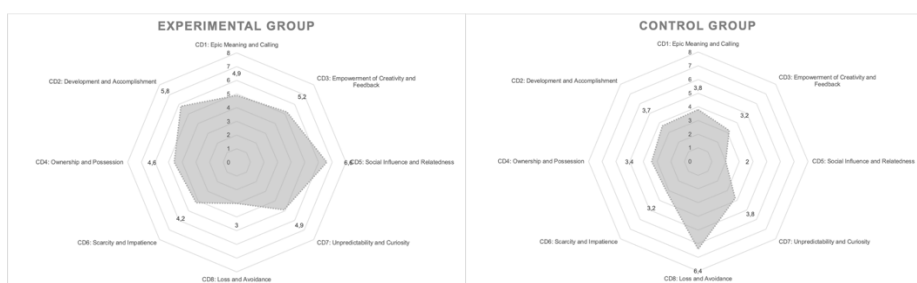 EXPERIMENTAL GROUP
CD1: Epic Meaning and Calling
8
7
4,9
6
5
4
3
2
1
0
CD2: Development and Accomplishment
5,8
CD3: Empowerment of Creativity and
Feedback
5,2
CD4: Ownership and Possession
4,6
6,6
CD5: Social Influence and Relatedness
4,2
CD6: Scarcity and Impatience
3
4,9
CD7: Unpredictability and Curiosity
CD8: Loss and Avoidance
CONTROL GROUP
CD1: Epic Meaning and Calling
8
7
6
3,8
5
4
3
2
1
0
CD2: Development and Accomplishment
3,7
CD3: Empowerment of Creativity and
Feedback
3,2
CD4: Ownership and Possession
3,4
2
CD5: Social Influence and Relatedness
3,2
CD6: Scarcity and Impatience
3,8
CD7: Unpredictability and Curiosity
6,4
CD8: Loss and Avoidance